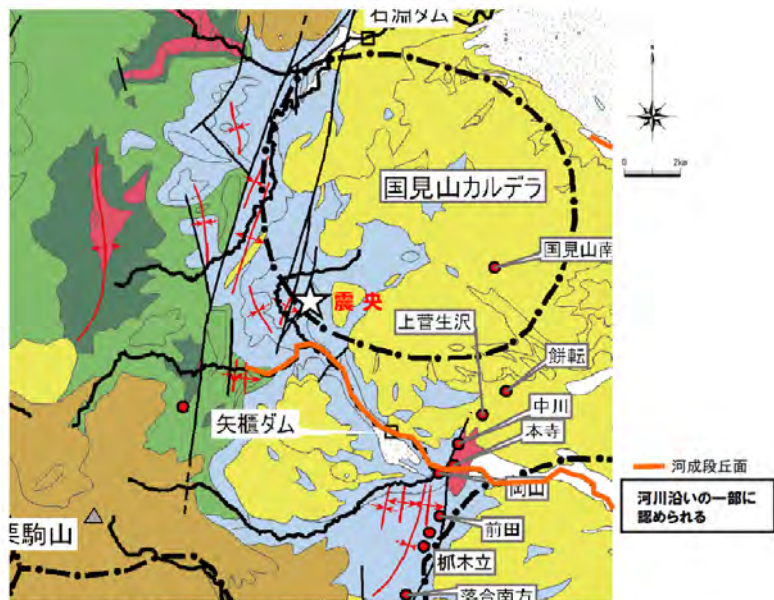 石淵ダム
国見山カルデラ
国見山南
震央
上菅生沢
餅転
中川
矢櫃ダム
本寺
岡山
河成段丘面
河川沿いの一部に
認められる
前田
栗駒山
栃木立
落合南方
0
2km